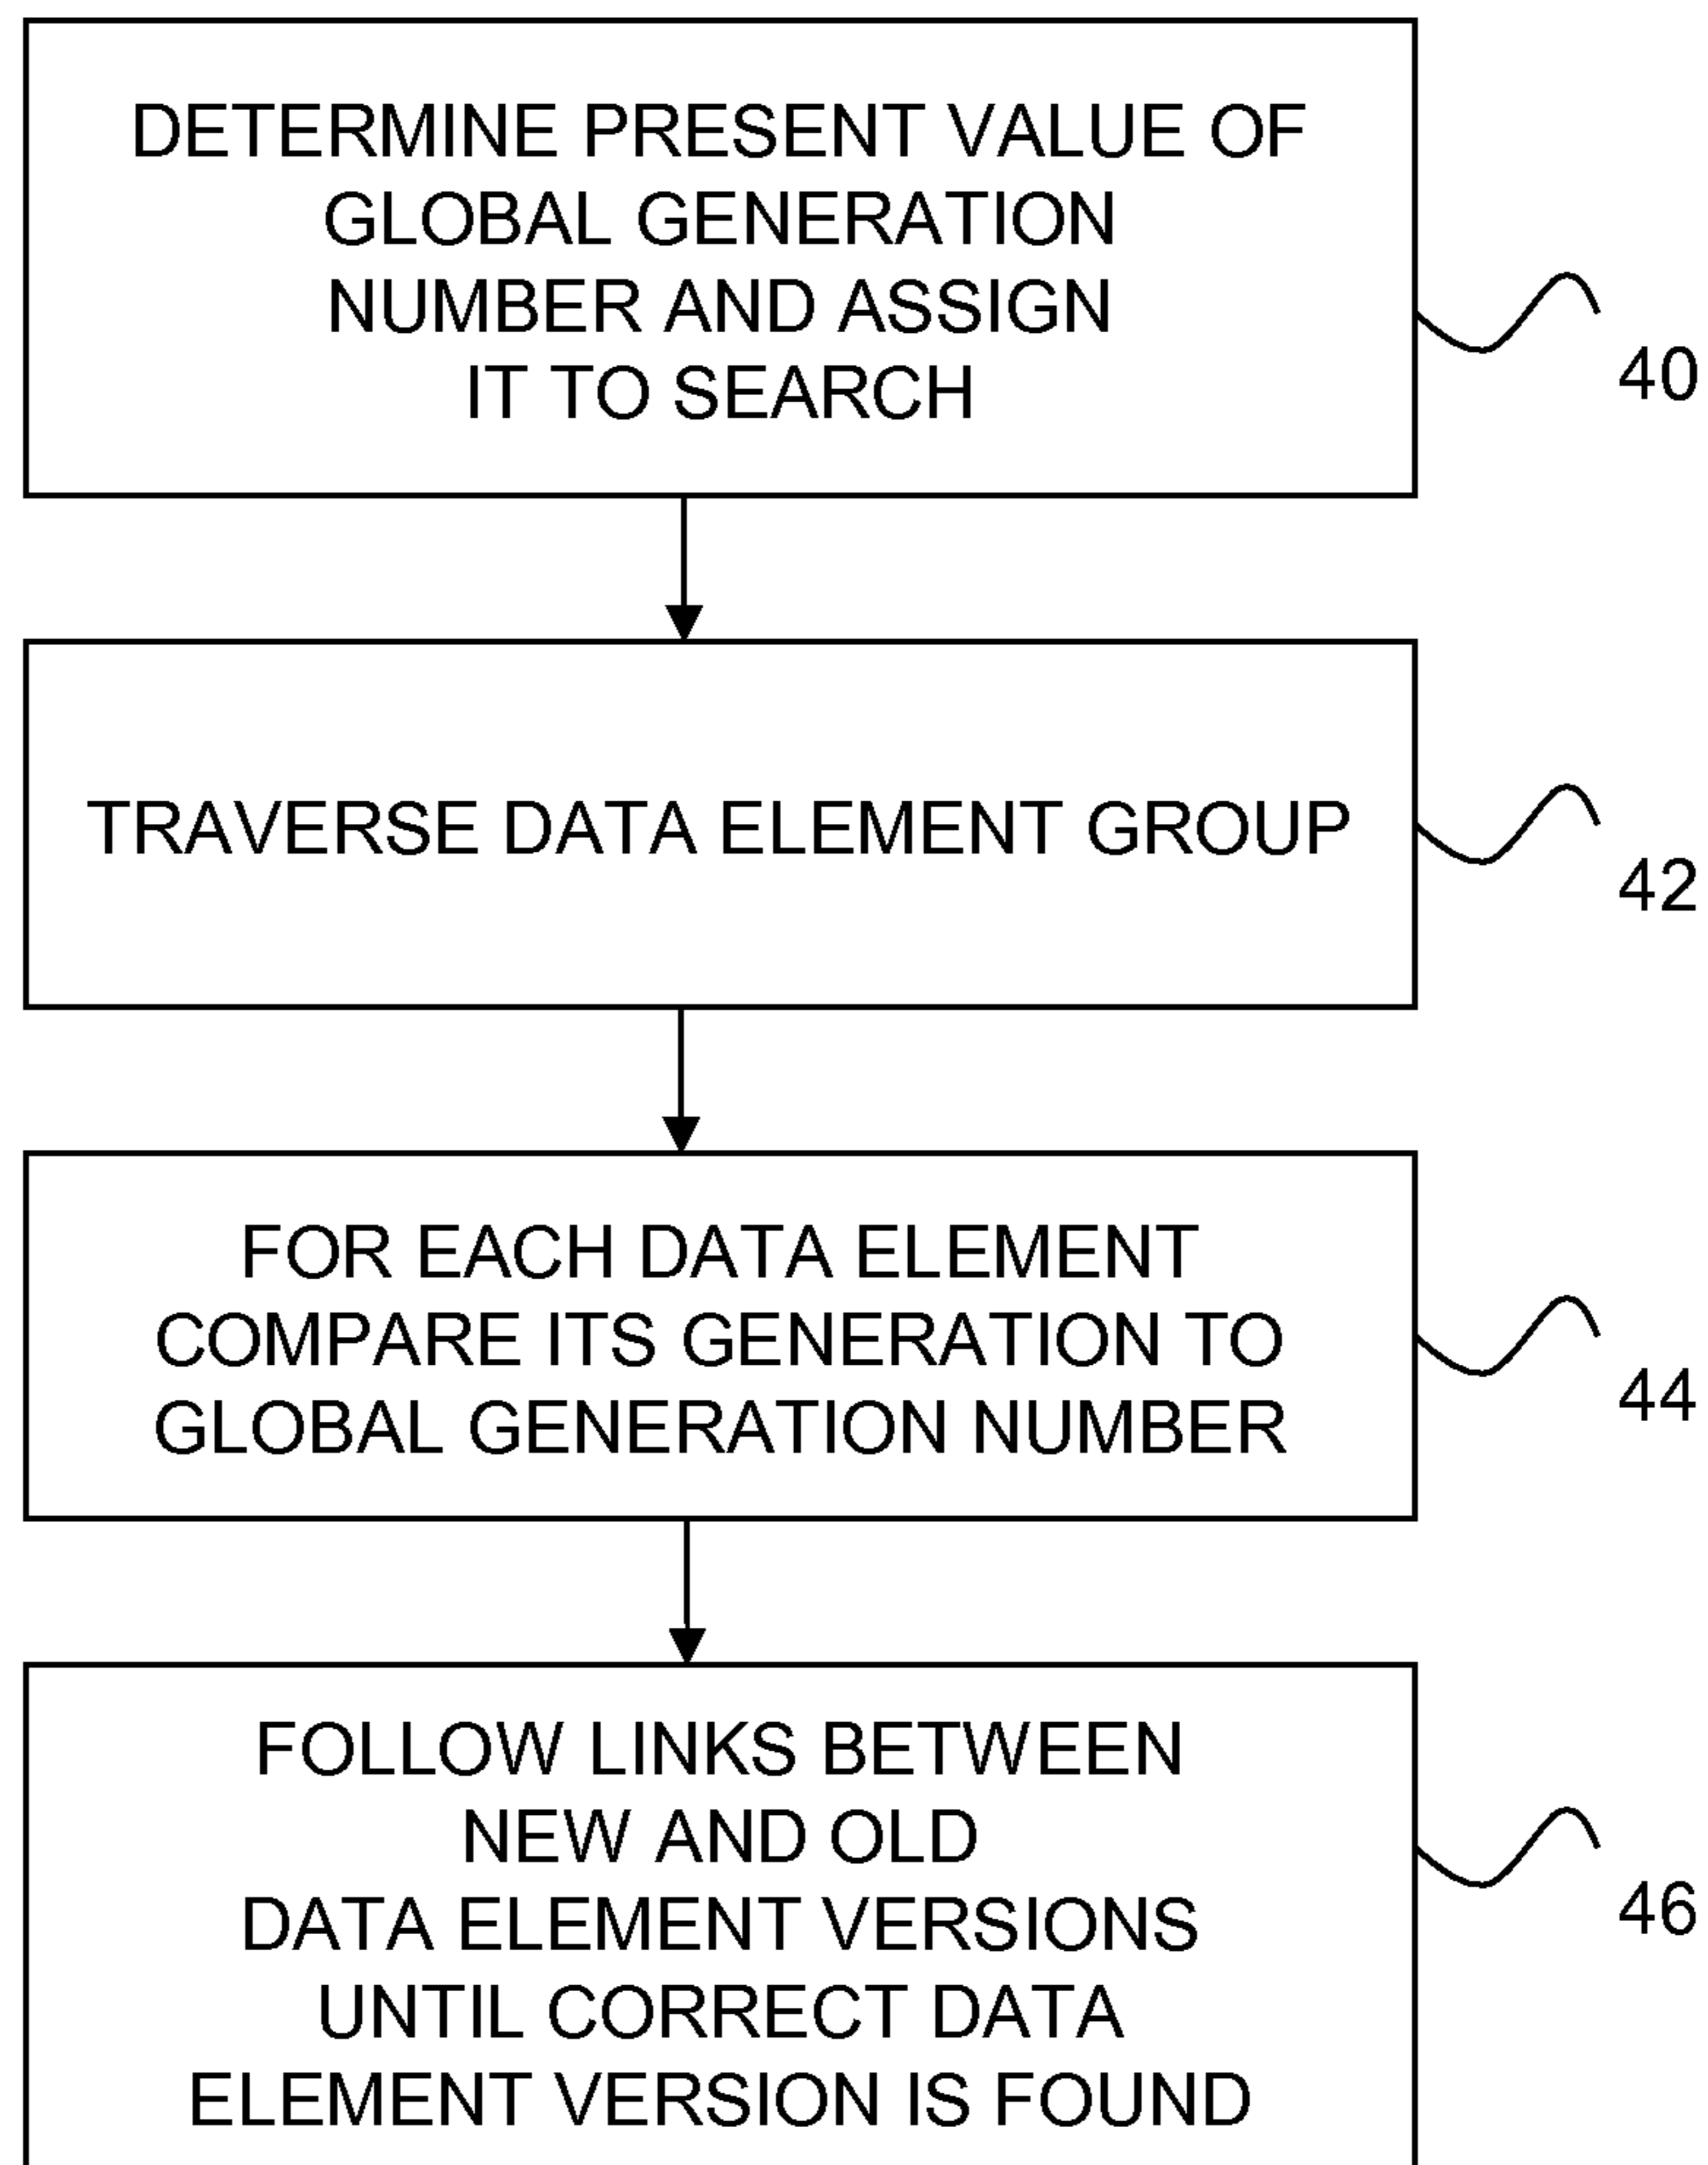 DETERMINE PRESENT VALUE OF
GLOBAL GENERATION
NUMBER AND ASSIGN
IT TO SEARCH
40
TRAVERSE DATA ELEMENT GROUP
42
FOR EACH DATA ELEMENT
COMPARE ITS GENERATION TO
GLOBAL GENERATION NUMBER
44
FOLLOW LINKS BETWEEN
NEW AND OLD
DATA ELEMENT VERSIONS
UNTIL CORRECT DATA
ELEMENT VERSION IS FOUND
46